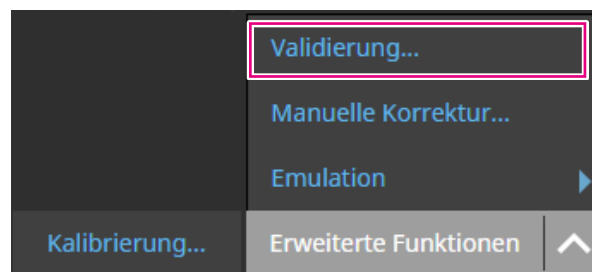 Validierung...
Manuelle Korrektur...
Emulation
Kalibrierung... Erweiterte Funktionen